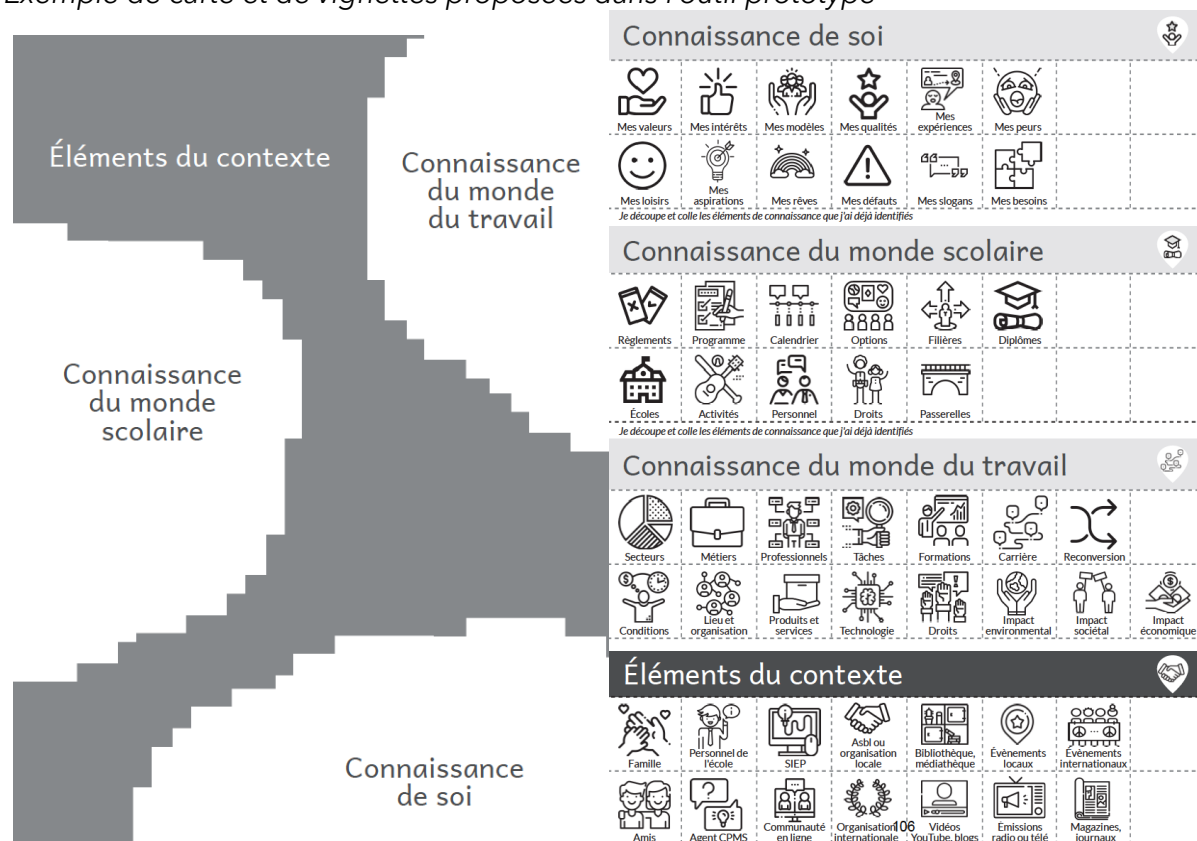 Exemple de carte et de vignettes proposées dans l'outil prototype
Éléments du contexte
Connaissance
du monde
du travail
Connaissance
du monde
scolaire
Connaissance
de soi
Connaissance de soi
Mes valeurs
Mes intérêts
Mes modèles
Mes qualités
Mes
expériences
Mes peurs
Mes loisirs
Mes
aspirations
Mes rêves
Mes défauts
Mes slogans
Mes besoins
Je découpe et colle les éléments de connaissance que j'ai déjà identifiés
Connaissance du monde scolaire
Règlements
Programme
Calendrier
Options
Filières
Diplômes
Écoles
Activités
Personnel
Droits
Passerelles
Je découpe et colle les éléments de connaissance que j'ai déjà identifiés
Connaissance du monde du travail
Secteurs
Métiers
Professionnels
Tâches
Formations
Carrière
Reconversion
Conditions
Lieu et
organisation
Produits et
services
Technologie
Droits
Impact
environmental
Impact
sociétal
Impact
économique
Éléments du contexte
Famille
Personnel de
l'école
SIEP
Asbl ou
organisation
locale
Bibliothèque,
médiathèque
Évènements
locaux
Évènements
internationaux
Amis
Agent CPMS
Communauté
en ligne
Organisation
internationale
106
Vidéos
YouTube, blogs
Émissions
radio ou télé
Magazines,
journaux